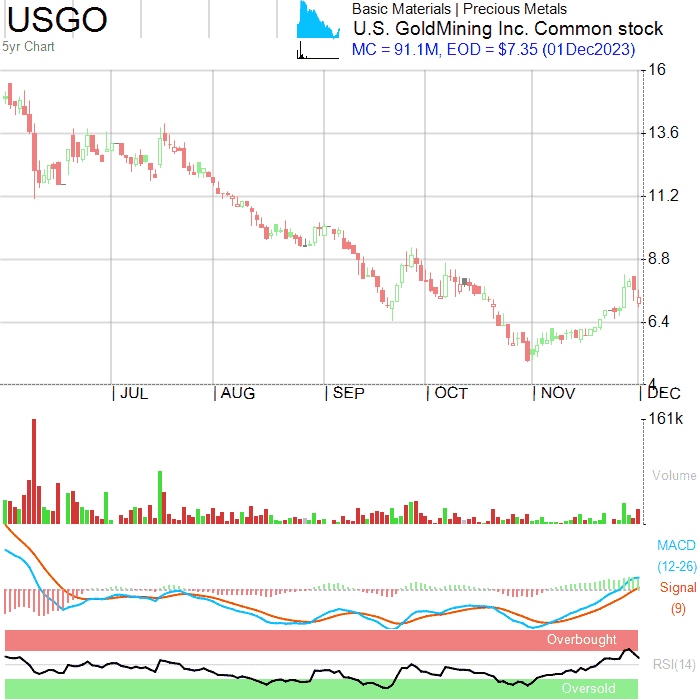 USGO
5yr Chart
Basic Materials | Precious Metals
U.S. GoldMining Inc. Common stock
MC = 91.1M, EOD = $7.35 (01Dec2023)
16
13.6
11.2
8.8
6.4
4
JUL AUG SEP OCT NOV DEC
161k
Volume
MACD
(12-26)
Signal
(9)
Overbought
RSI(14)
Oversold